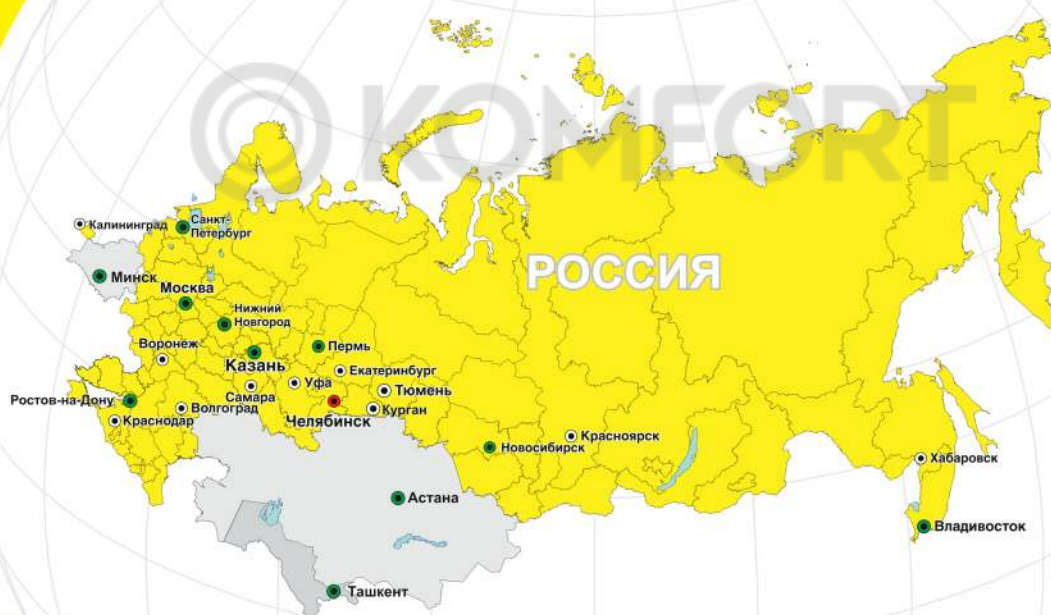 © KOMFORT
Калининград
Санкт-
Петербург
Минск
Москва
РОССИЯ
Нижний
Новгород
Воронеж
Пермь
Казань
Екатеринбург
Уфа
Тюмень
Самара
Ростов-на-Дону
Волгоград
Курган
Краснодар
Челябинск
Красноярск
Новосибирск
Хабаровск
Астана
Владивосток
Ташкент